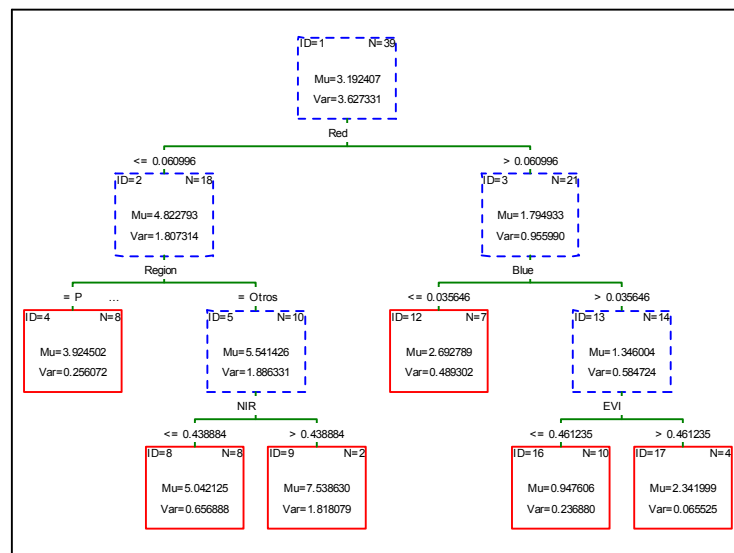 ID=1 N=39
Mu=3.192407
Var=3.627331
Red
<= 0.060996 > 0.060996
ID=2 N=18 ID=3 N=21
Mu=4.822793 Mu=1.794933
Var=1.807314 Var=0.955990
Region Blue
= P ... = Otros <= 0.035646 > 0.035646
ID=4 N=8 ID=5 N=10 ID=12 N=7 ID=13 N=14
Mu=3.924502 Mu=5.541426 Mu=2.692789 Mu=1.346004
Var=0.256072 Var=1.886331 Var=0.489302 Var=0.584724
NIR EVI
<= 0.438884 > 0.438884 <= 0.461235 > 0.461235
ID=8 N=8 ID=9 N=2 ID=16 N=10 ID=17 N=4
Mu=5.042125 Mu=7.538630 Mu=0.947606 Mu=2.341999
Var=0.656888 Var=1.818079 Var=0.236880 Var=0.065525